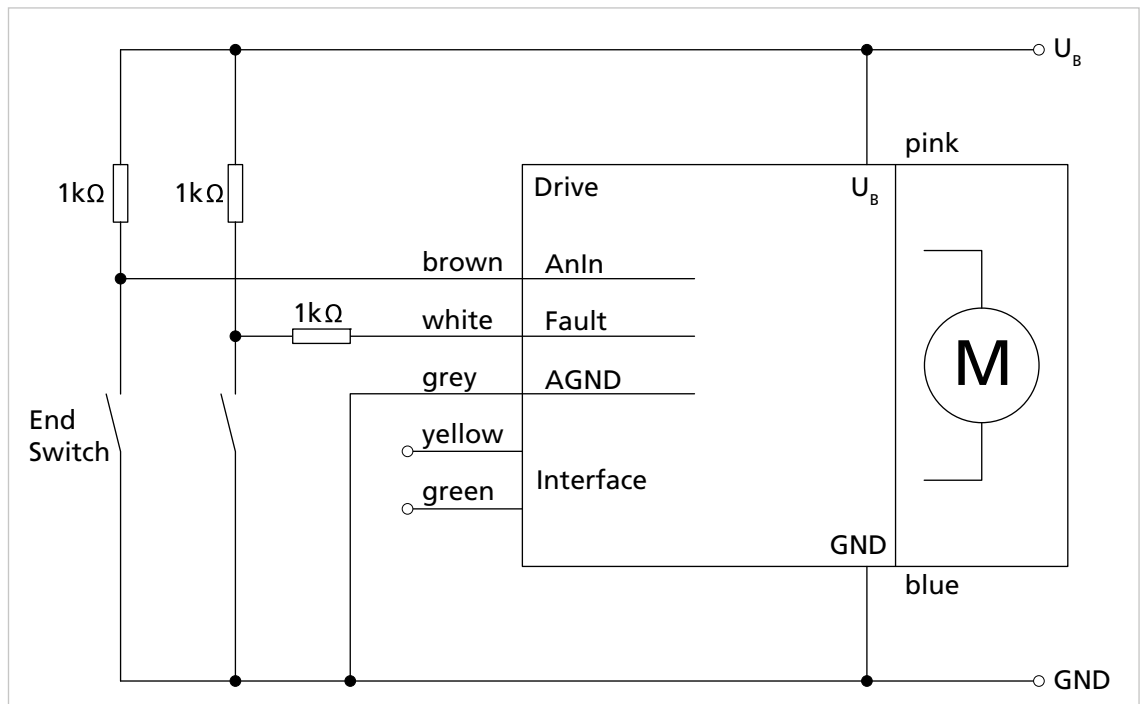 U_B
pink
1kΩ
1kΩ
Drive
U_B
brown
AnIn
1kΩ
white
Fault
grey
AGND
End
Switch
yellow
M
Interface
green
GND
blue
GND